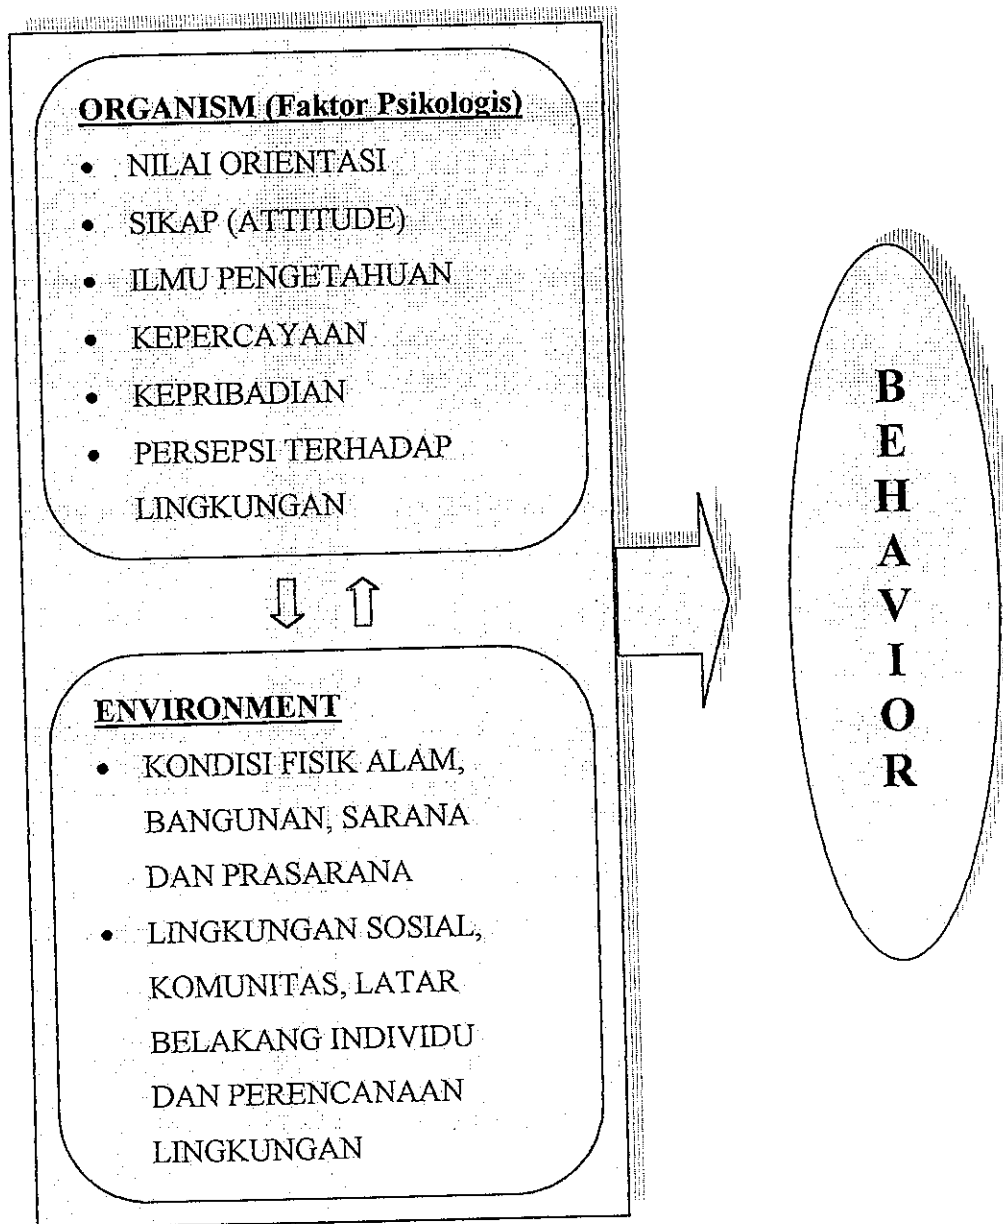 ORGANISM (Faktor Psikologis)
• NILAI ORIENTASI
• SIKAP (ATTITUDE)
• ILMU PENGETAHUAN
• KEPERCAYAAN
• KEPRIBADIAN
• PERSEPSI TERHADAP
LINGKUNGAN
ENVIRONMENT
• KONDISI FISIK ALAM,
BANGUNAN, SARANA
DAN PRASARANA
• LINGKUNGAN SOSIAL,
KOMUNITAS, LATAR
BELAKANG INDIVIDU
DAN PERENCANAAN
LINGKUNGAN
B
E
H
A
V
I
O
R